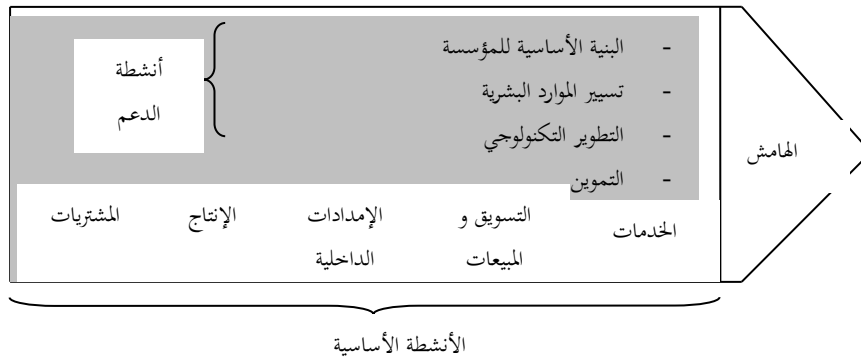 - البنية الأساسية للمؤسسة
- تسيير الموارد البشرية
- التطوير التكنولوجي
- التموين
أنشطة
الدعم
الهامش
الخدمات
التسويق و
المبيعات
الإمدادات
الداخلية
الإنتاج
المشتريات
الأنشطة الأساسية